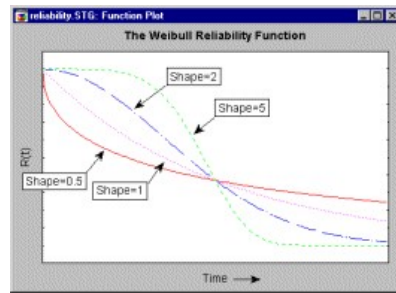 reliability.STG: Function Plot
The Weibull Reliability Function
Shape=2
Shape=5
R(t)
Shape=0.5
Shape=1
Time